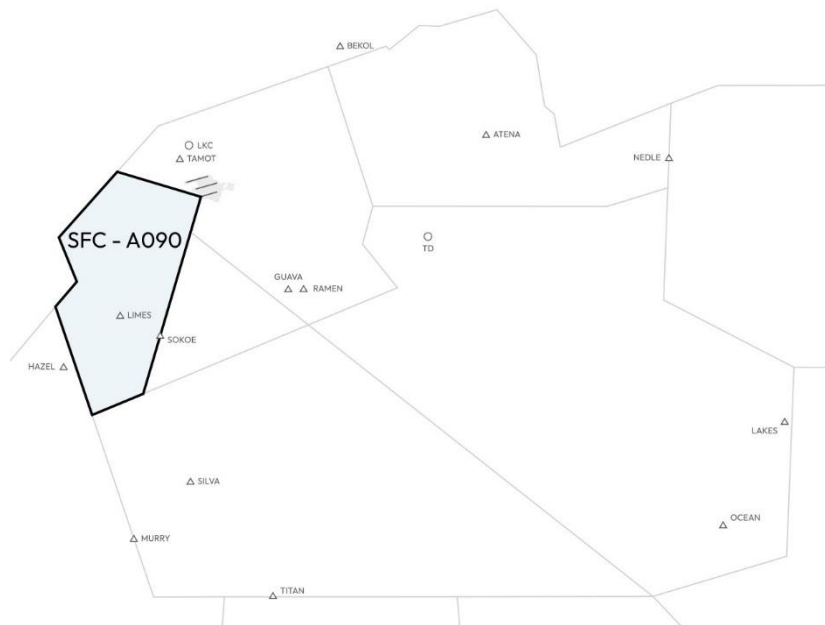 BEKOL
ATENA
LKC
TAMOT
NEDLE
SFC - A090
TD
GUAVA
RAMEN
LIMES
SOKOE
HAZEL
LAKES
SILVA
OCEAN
MURRY
TITAN